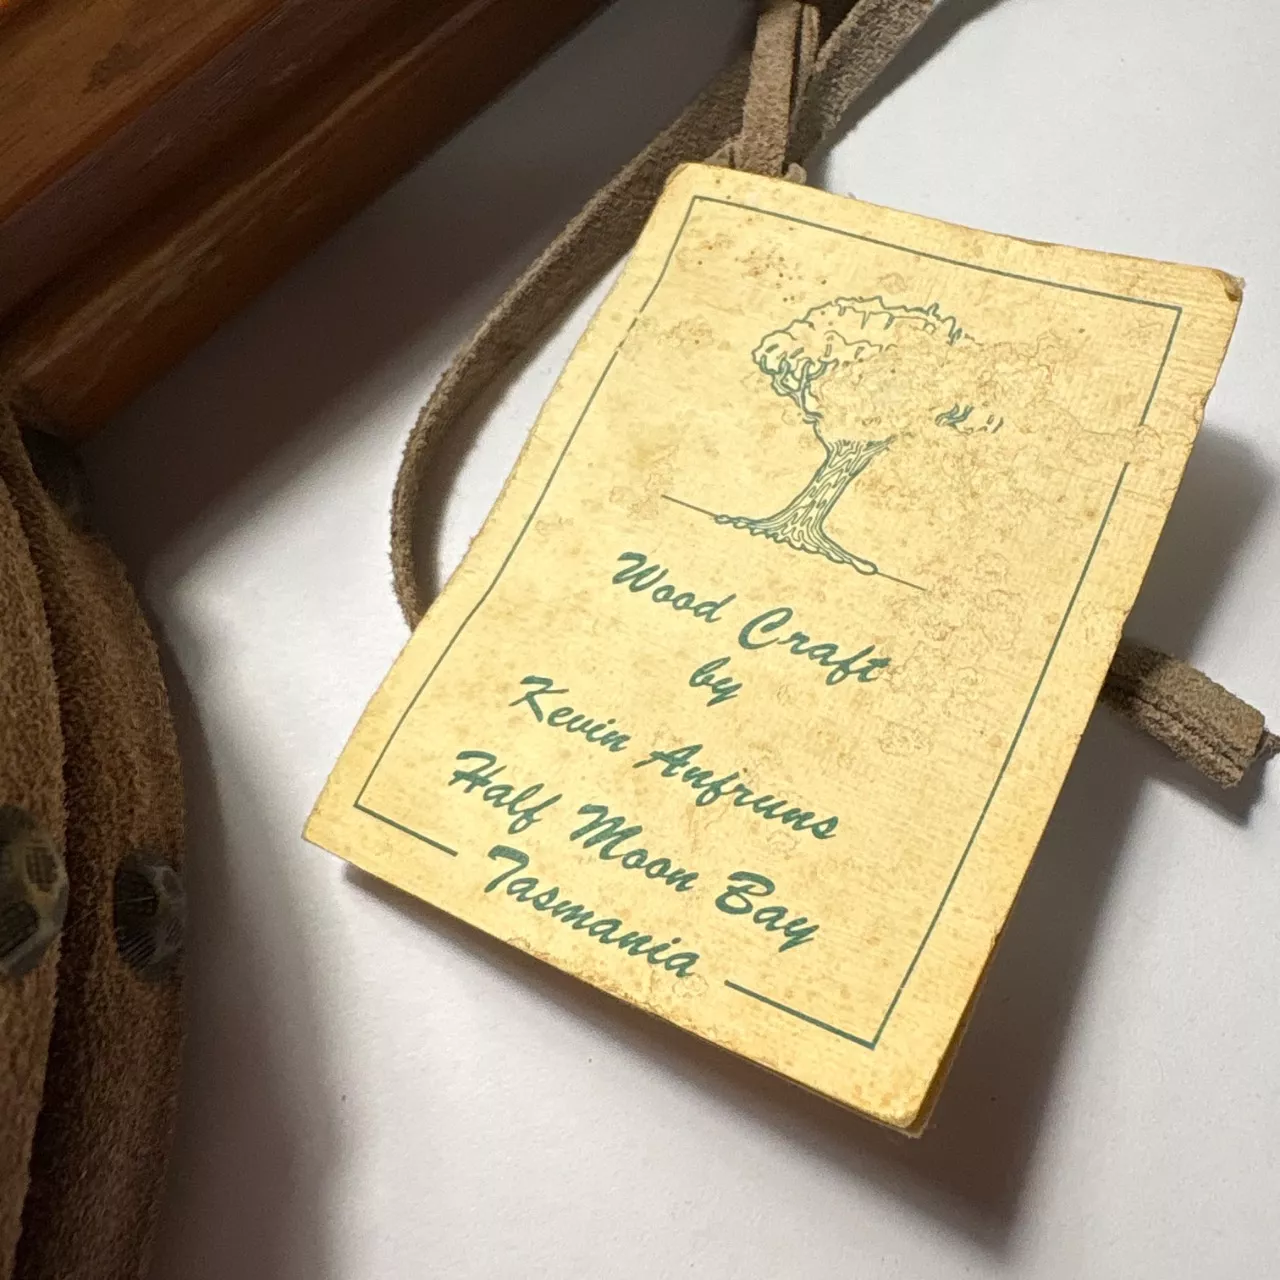 Wood Craft
by
Kevin Anfruns
Half Moon Bay
Tasmania